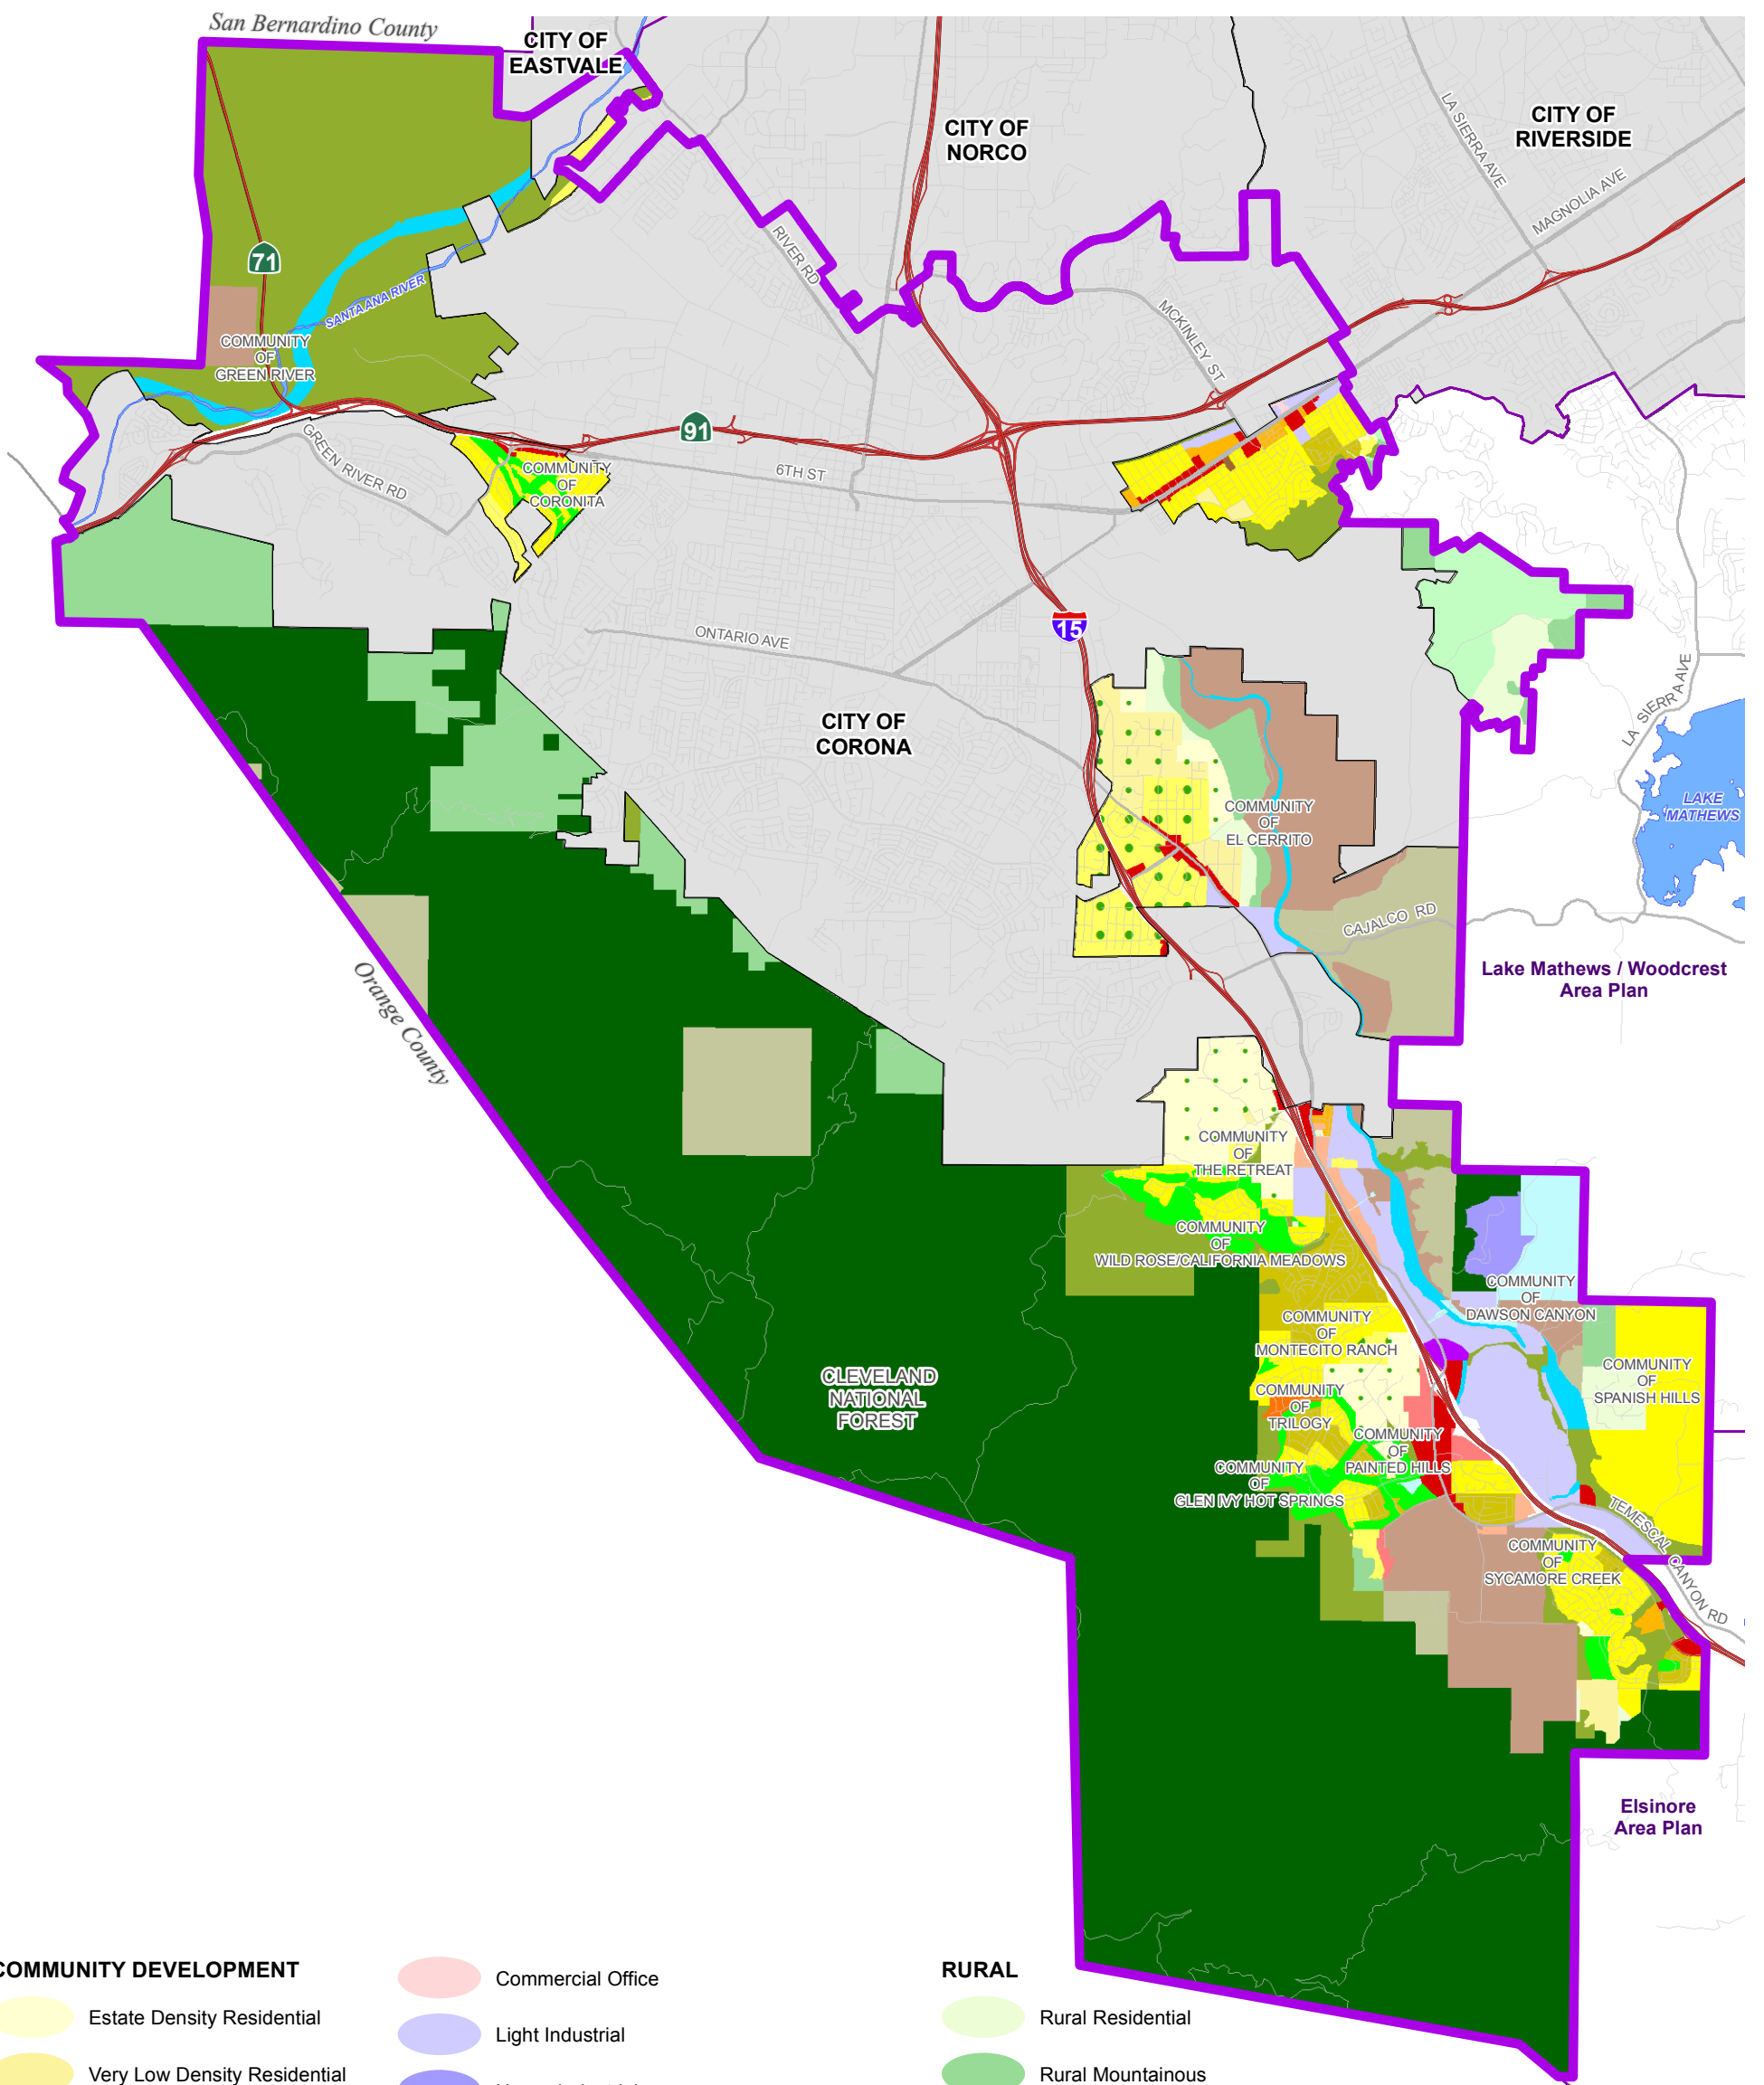 San Bernardino County
CITY OF
EASTVALE
CITY OF
NORCO
CITY OF
RIVERSIDE
LA SIERRA AVE
MAGNOLIA AVE
RIVER RD
71
SANTA ANA RIVER
MCKINLEY ST
COMMUNITY
OF
GREEN RIVER
91
GREEN RIVER RD
COMMUNITY
OF
CORONITA
6TH ST
15
ONTARIO AVE
LA SIERRA AVE
CITY OF
CORONA
LAKE
MATHEWS
COMMUNITY
OF
EL CERRITO
CAJALCO RD
Lake Mathews / Woodcrest
Area Plan
Orange County
COMMUNITY
OF
THE RETREAT
COMMUNITY
OF
WILD ROSE/CALIFORNIA MEADOWS
COMMUNITY
OF
DAWSON CANYON
COMMUNITY
OF
MONTECITO RANCH
COMMUNITY
OF
SPANISH HILLS
CLEVELAND
NATIONAL
FOREST
COMMUNITY
OF
TRILOGY
COMMUNITY
OF
PAINTED HILLS
COMMUNITY
OF
GLEN IVY HOT SPRINGS
TEMESCAL CANYON RD
COMMUNITY
OF
SYCAMORE CREEK
Elsinore
Area Plan
COMMUNITY DEVELOPMENT
Estate Density Residential
Very Low Density Residential
Commercial Office
Light Industrial
RURAL
Rural Residential
Rural Mountainous